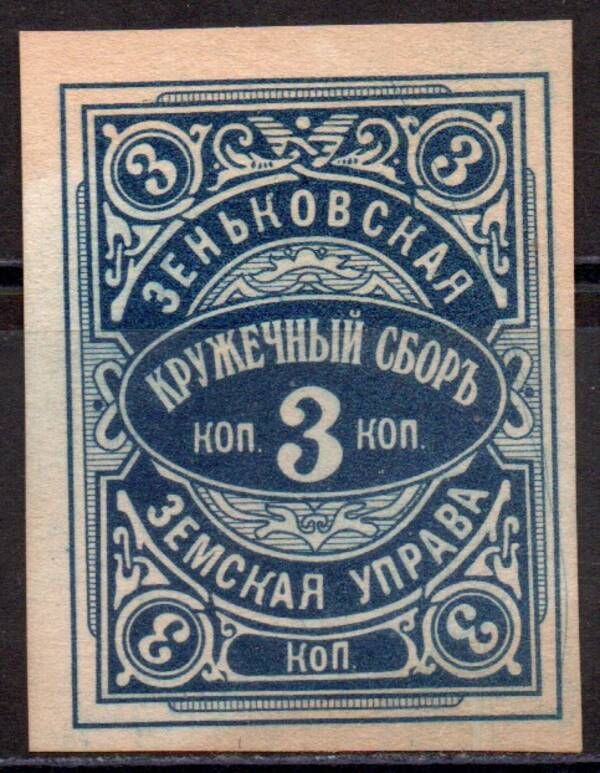 3 3
ЗЕНЬКОВСКАЯ
КРУЖЕЧНЫЙ СБОРЪ
КОП. 3 КОП.
ЗЕМСКАЯ УПРАВА
3 КОП. 3